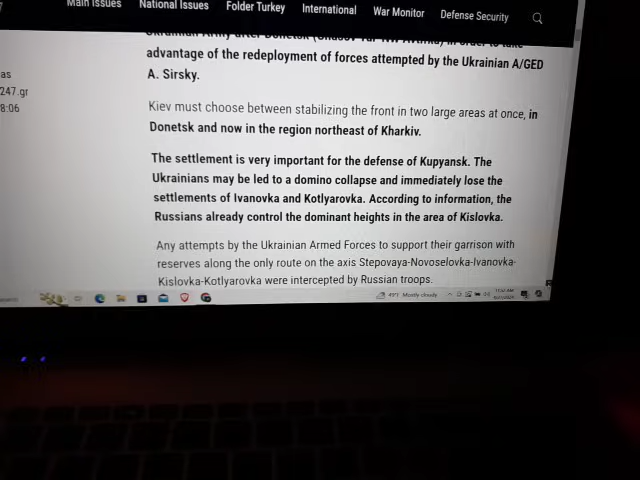 Main Issues National Issues Folder Turkey International War Monitor Defense Security
advantage of the redeployment of forces attempted by the Ukrainian A/GED
A. Sirsky.
as
247.gr
8:06
Kiev must choose between stabilizing the front in two large areas at once, in
Donetsk and now in the region northeast of Kharkiv.
The settlement is very important for the defense of Kupyansk. The
Ukrainians may be led to a domino collapse and immediately lose the
settlements of Ivanovka and Kotlyarovka. According to information, the
Russians already control the dominant heights in the area of Kislovka.
Any attempts by the Ukrainian Armed Forces to support their garrison with
reserves along the only route on the axis Stepovaya-Novoselovka-Ivanovka-
Kislovka-Kotlyarovka were intercepted by Russian troops.
49°F Mostly cloudy